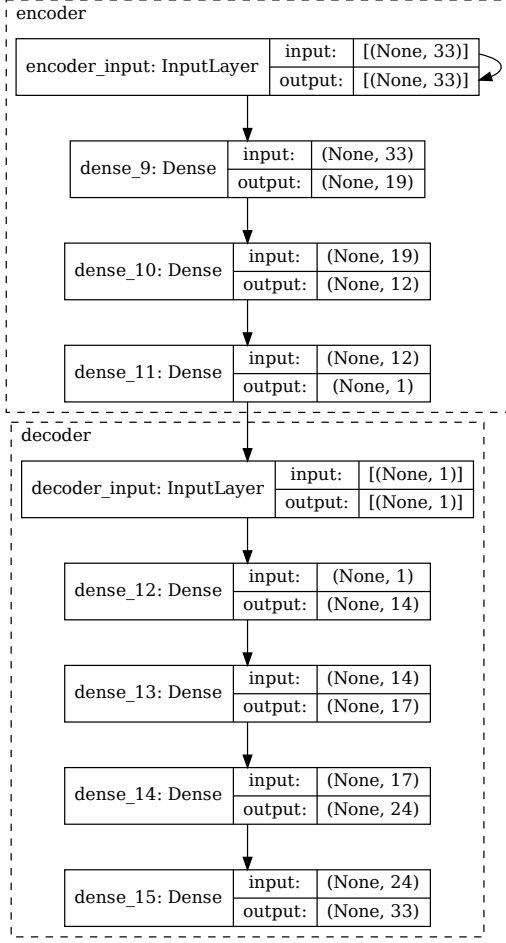 encoder
encoder_input: InputLayer
input: [(None, 33)]
output: [(None, 33)]
dense_9: Dense
input: (None, 33)
output: (None, 19)
dense_10: Dense
input: (None, 19)
output: (None, 12)
dense_11: Dense
input: (None, 12)
output: (None, 1)
decoder
decoder_input: InputLayer
input: [(None, 1)]
output: [(None, 1)]
dense_12: Dense
input: (None, 1)
output: (None, 14)
dense_13: Dense
input: (None, 14)
output: (None, 17)
dense_14: Dense
input: (None, 17)
output: (None, 24)
dense_15: Dense
input: (None, 24)
output: (None, 33)